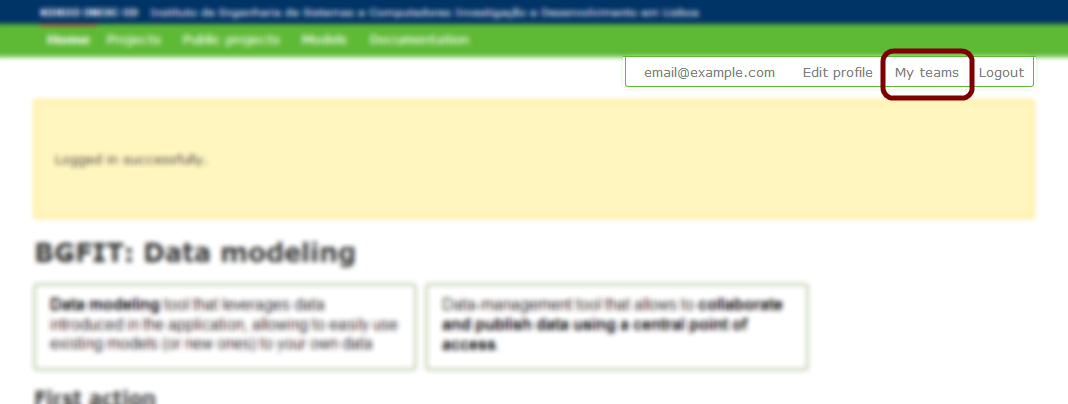 Instituto de Engenharia de Sistemas e Computadores Investigação e Desenvolvimento em Lisboa
Home Projects Public projects Models Documentation
email@example.com Edit profile My teams Logout
Logged in successfully.
BGFIT: Data modeling
Data modeling tool that leverages data
introduced in the application, allowing to easily use
existing models (or new ones) to your own data
Data-management tool that allows to collaborate
and publish data using a central point of
access.
First action